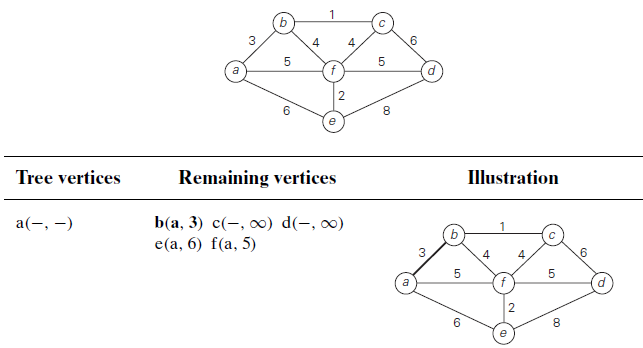 1
b c
3 4 4 6
5 5
a f d
2
6 8
e
Tree vertices Remaining vertices Illustration
a(−, −) b(a, 3) c(−, ∞) d(−, ∞)
e(a, 6) f(a, 5)
1
b c
3 4 4 6
5 5
a f d
2
6 8
e